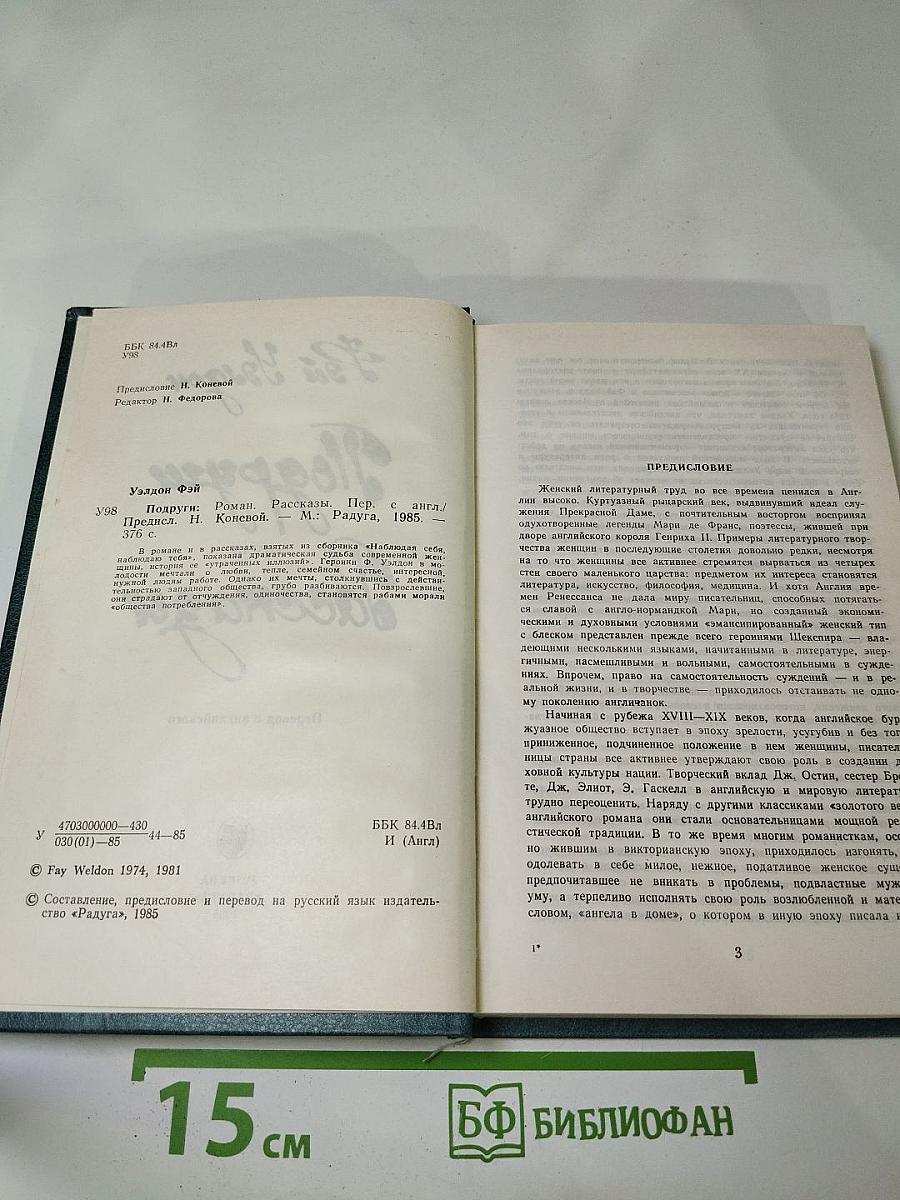 ББК 84.4Вл
У98
Предисловие Н. Коневой
Редактор Н. Федорова
Уэлдон Фэй
У98 Подруги: Роман. Рассказы. Пер. с англ./
Предисл. Н. Коневой. — М.: Радуга, 1985. —
376 с.
В романе и в рассказах, взятых из сборника «Наблюдая себя,
наблюдаю тебя», показана драматическая судьба современной жен-
щины, история ее «утраченных иллюзий». Героини Ф. Уэлдон в мо-
лодости мечтали о любви, тепле, семейном счастье, интересной,
нужной людям работе. Однако их мечты, столкнувшись с действи-
тельностью западного общества, грубо разбиваются. Повзрослевшие,
они страдают от отчуждения, одиночества, становятся рабами морали
«общества потребления».
У 4703000000—430
030(01)—85 44—85
ББК 84.4Вл
И (Англ)
© Fay Weldon 1974, 1981
© Составление, предисловие и перевод на русский язык издатель-
ство «Радуга», 1985
ПРЕДИСЛОВИЕ
Женский литературный труд во все времена ценился в Анг-
лии высоко. Куртуазный рыцарский век, выдвинувший идеал слу-
жения Прекрасной Даме, с почтительным восторгом воспринял
одухотворенные легенды Мари де Франс, поэтессы, жившей при
дворе английского короля Генриха II. Примеры литературного твор-
чества женщин в последующие столетия довольно редки, несмотря
на то что женщины все активнее стремятся вырваться из четырех
стен своего маленького царства: предметом их интереса становятся
литература, искусство, философия, медицина. И хотя Англия вре-
мен Ренессанса не дала миру писательниц, способных потягать-
ся славой с англо-нормандкой Мари, но созданный экономи-
ческими и духовными условиями «эмансипированный» женский тип
с блеском представлен прежде всего героинями Шекспира — вла-
деющими несколькими языками, начитанными в литературе, энер-
гичными, насмешливыми и вольными, самостоятельными в сужде-
ниях. Впрочем, право на самостоятельность суждений — и в ре-
альной жизни, и в творчестве — приходилось отстаивать не одно-
му поколению англичанок.
Начиная с рубежа XVIII—XIX веков, когда английское бур
жуазное общество вступает в эпоху зрелости, усугубив и без тог
приниженное, подчиненное положение в нем женщины, писател
ницы страны все активнее утверждают свою роль в создании д
ховной культуры нации. Творческий вклад Дж. Остин, сестер Бро
те, Дж. Элиот, Э. Гаскелл в английскую и мировую литерат
трудно переоценить. Наряду с другими классиками «золотого ве
английского романа они стали основательницами мощной ре
стической традиции. В то же время многим романисткам, осо
но жившим в викторианскую эпоху, приходилось изгонять,
одолевать в себе милое, нежное, податливое женское сущ
предпочитавшее не вникать в проблемы, подвластные муж
уму, а терпеливо исполнять свою роль возлюбленной и мате
словом, «ангела в доме», о котором в иную эпоху писала
1*
3
15 см
БФ БИБЛИОФАН